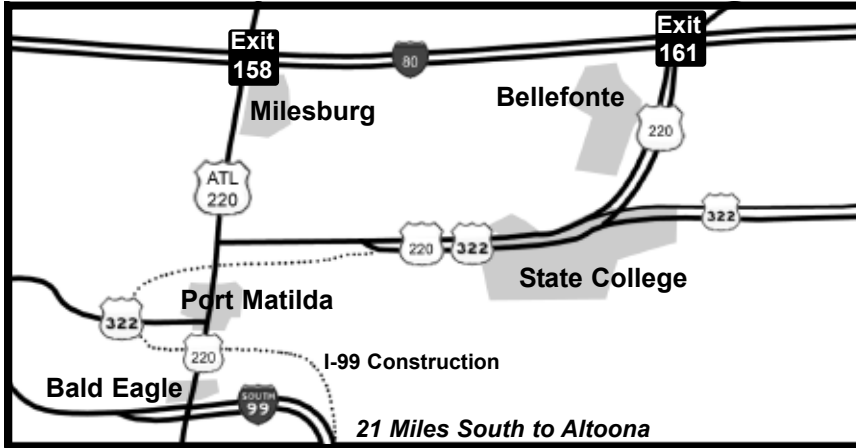 Exit
158
80
Exit
161
Milesburg
Bellefonte
220
ATL
220
322
220
322
State College
Port Matilda
322
220
I-99 Construction
Bald Eagle
SOUTH
99
21 Miles South to Altoona